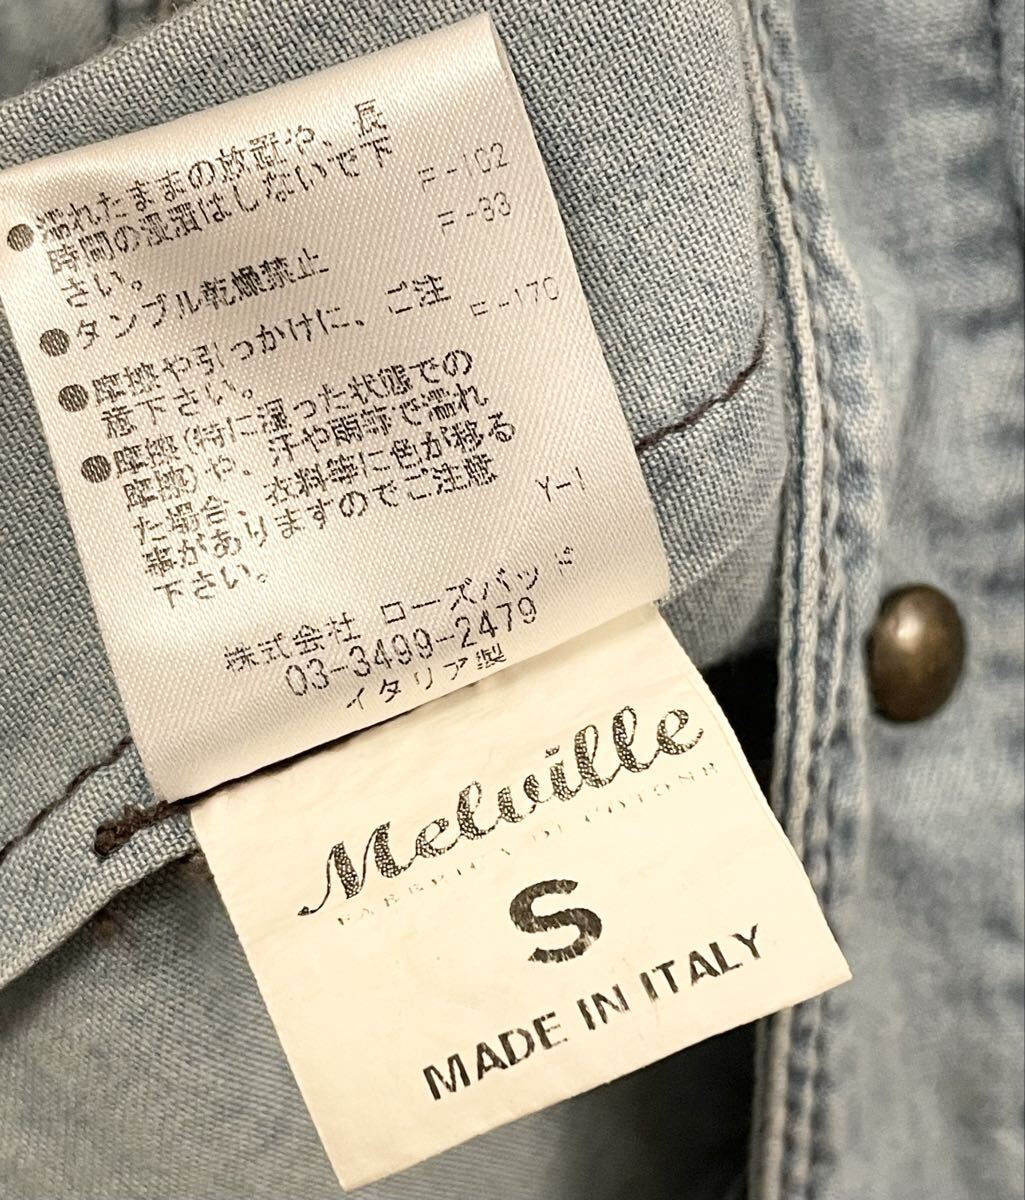 ●濡れたままの放置や、長
時間の浸漬はしないで下
さい。
F-102
F-33
●タンブル乾燥禁止
●摩擦や引っかけに、ご注
意下さい。
F-170
●摩擦(特に湿った状態での
摩擦)や、汗や雨等で濡れ
た場合、衣料等に色が移る
事がありますのでご注意
下さい。
Y-1
株式会社 ローズバッド
03-3499-2479
イタリア製
Melville
FABBRICA DI COTONE
S
MADE IN ITALY